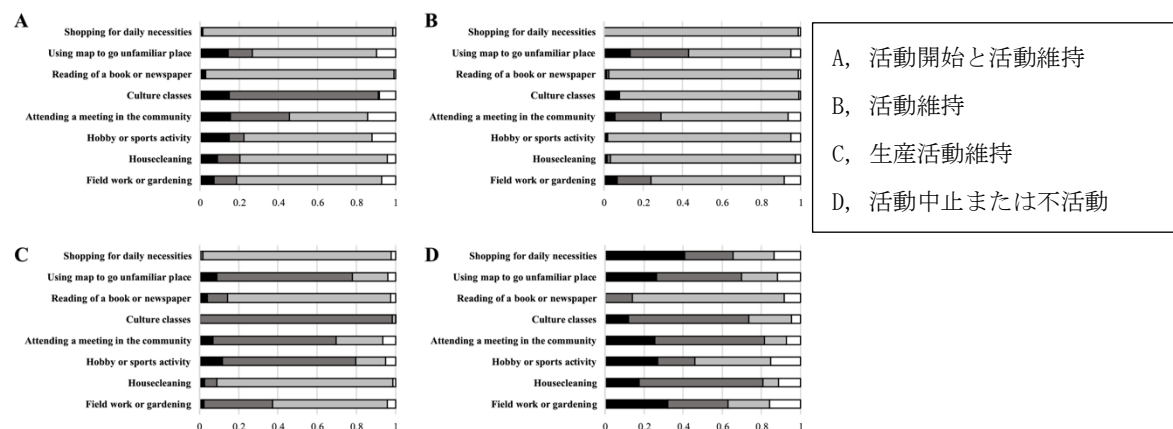 A
Shopping for daily necessities
Using map to go unfamiliar place
Reading of a book or newspaper
Culture classes
Attending a meeting in the community
Hobby or sports activity
Housecleaning
Field work or gardening
0 0.2 0.4 0.6 0.8 1
B
Shopping for daily necessities
Using map to go unfamiliar place
Reading of a book or newspaper
Culture classes
Attending a meeting in the community
Hobby or sports activity
Housecleaning
Field work or gardening
0 0.2 0.4 0.6 0.8 1
A, 活動開始と活動維持
B, 活動維持
C, 生産活動維持
D, 活動中止または不活動
C
Shopping for daily necessities
Using map to go unfamiliar place
Reading of a book or newspaper
Culture classes
Attending a meeting in the community
Hobby or sports activity
Housecleaning
Field work or gardening
0 0.2 0.4 0.6 0.8 1
D
Shopping for daily necessities
Using map to go unfamiliar place
Reading of a book or newspaper
Culture classes
Attending a meeting in the community
Hobby or sports activity
Housecleaning
Field work or gardening
0 0.2 0.4 0.6 0.8 1